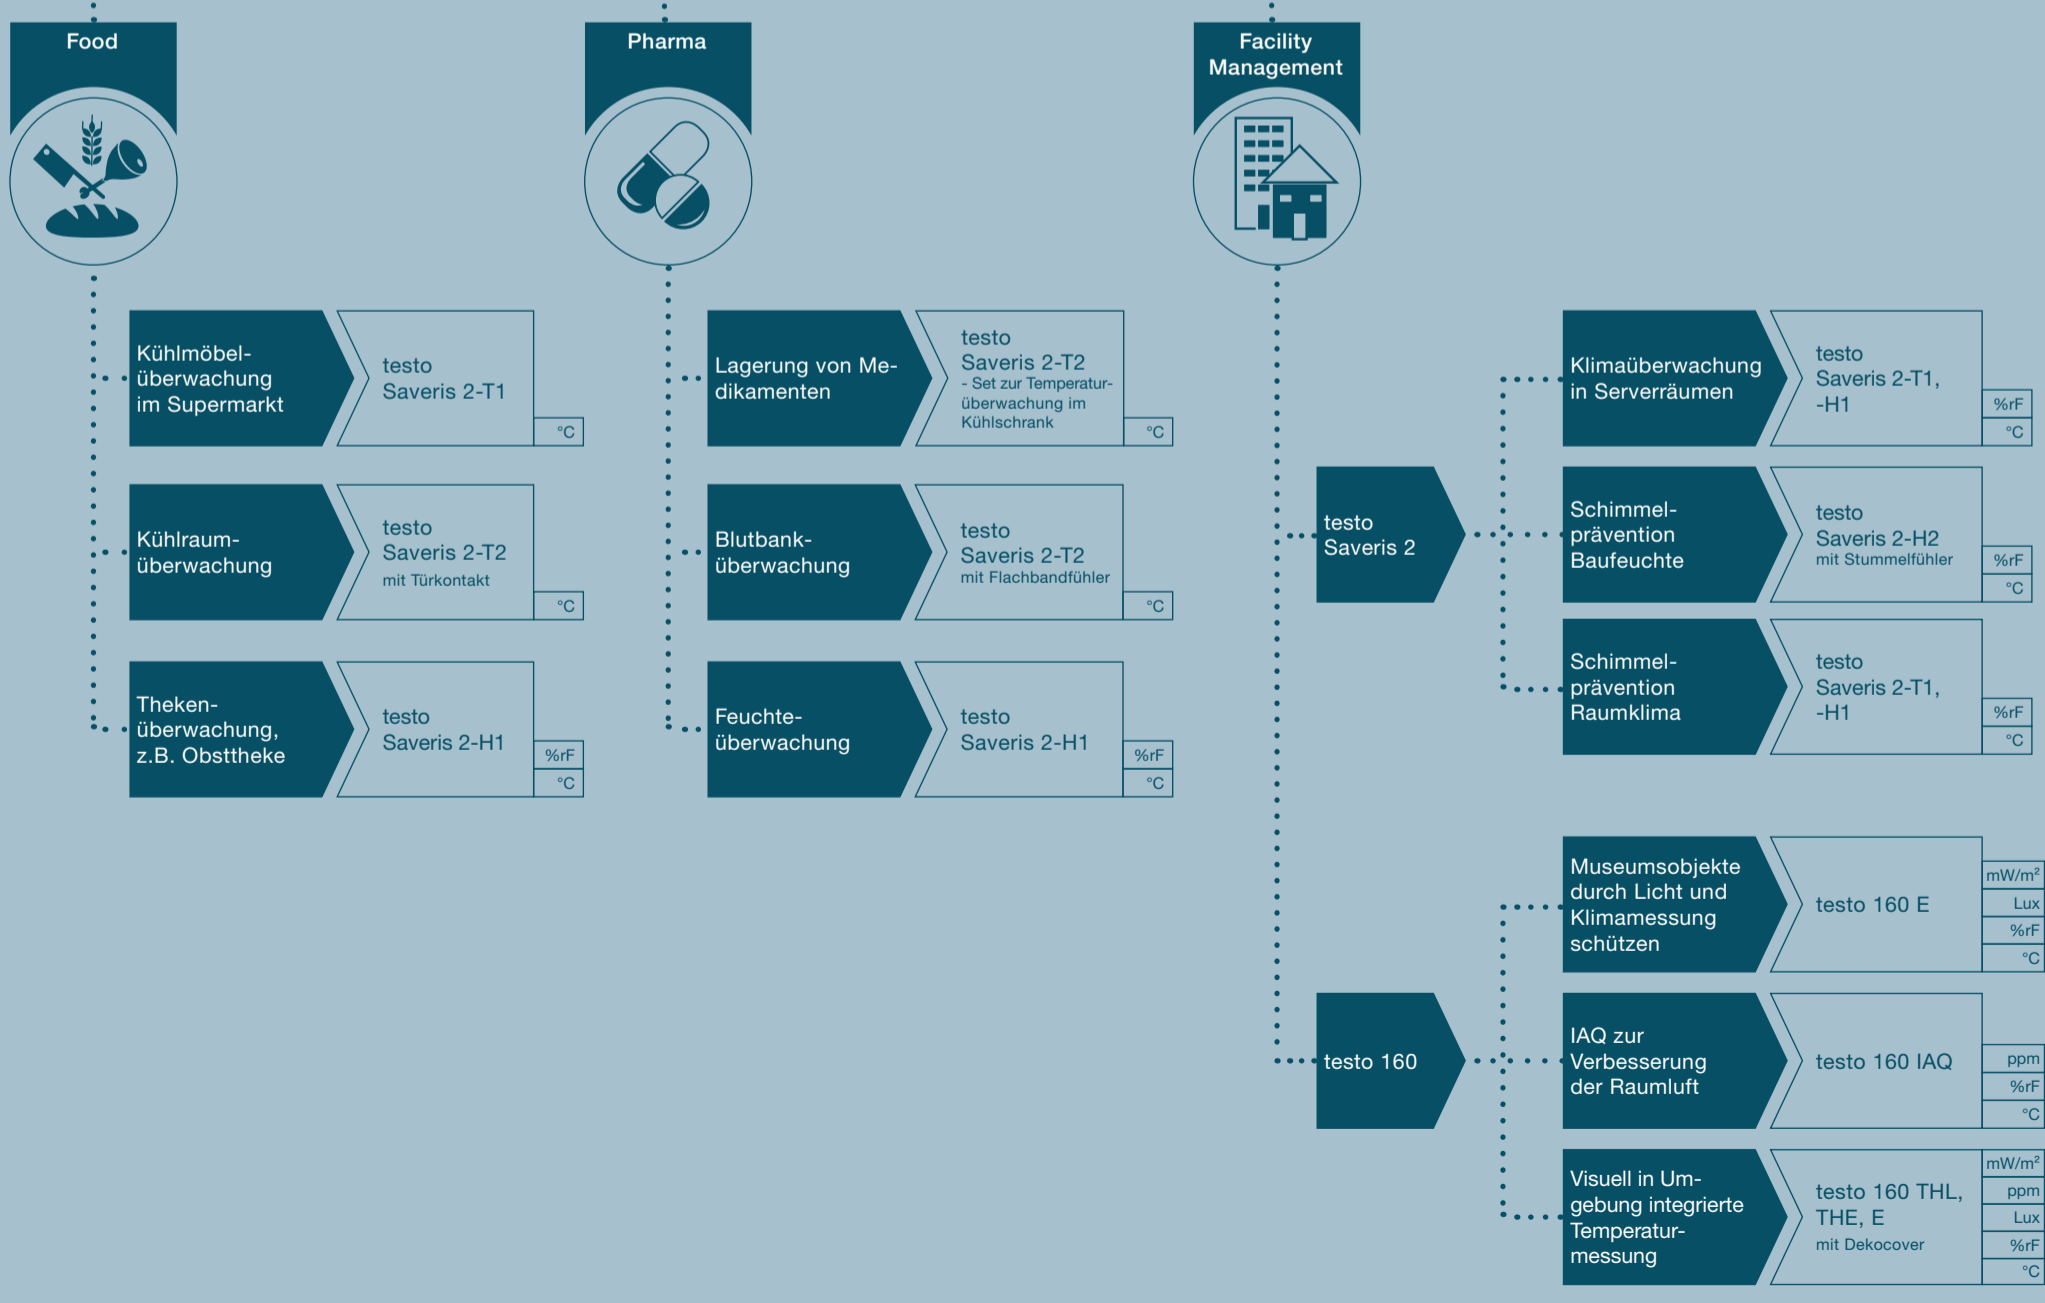 Food
Kühlmöbel-
überwachung
im Supermarkt
testo
Saveris 2-T1
°C
Kühlraum-
überwachung
testo
Saveris 2-T2
mit Türkontakt
°C
Theken-
überwachung,
z.B. Obsttheke
testo
Saveris 2-H1
%rF
°C
Pharma
Lagerung von Me-
dikamenten
testo
Saveris 2-T2
- Set zur Temperatur-
überwachung im
Kühlschrank
°C
Blutbank-
überwachung
testo
Saveris 2-T2
mit Flachbandfühler
°C
Feuchte-
überwachung
testo
Saveris 2-H1
%rF
°C
Facility
Management
testo
Saveris 2
Klimaüberwachung
in Serverräumen
testo
Saveris 2-T1,
-H1
%rF
°C
Schimmel-
prävention
Baufeuchte
testo
Saveris 2-H2
mit Stummelfühler
%rF
°C
Schimmel-
prävention
Raumklima
testo
Saveris 2-T1,
-H1
%rF
°C
testo 160
Museumsobjekte
durch Licht und
Klimamessung
schützen
testo 160 E
mW/m²
Lux
%rF
°C
IAQ zur
Verbesserung
der Raumluft
testo 160 IAQ
ppm
%rF
°C
Visuell in Um-
gebung integrierte
Temperatur-
messung
testo 160 THL,
THE, E
mit Dekocover
mW/m²
ppm
Lux
%rF
°C